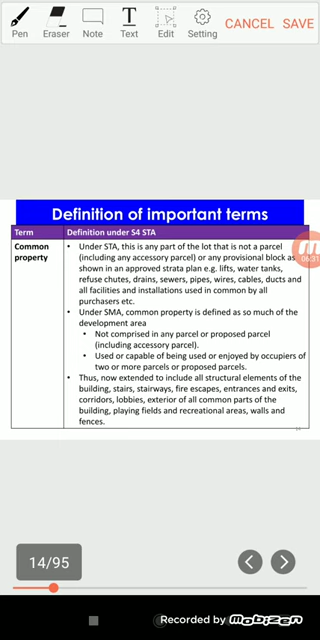 CANCEL SAVE
Pen Eraser Note Text Edit Setting
Definition of important terms
Term Definition under S4 STA
Common property
• Under STA, this is any part of the lot that is not a parcel
(including any accessory parcel) or any provisional block as
shown in an approved strata plan e.g. lifts, water tanks,
refuse chutes, drains, sewers, pipes, wires, cables, ducts and
all facilities and installations used in common by all
purchasers etc.
• Under SMA, common property is defined as so much of the
development area
• Not comprised in any parcel or proposed parcel
(including accessory parcel).
• Used or capable of being used or enjoyed by occupiers of
two or more parcels or proposed parcels.
• Thus, now extended to include all structural elements of the
building, stairs, stairways, fire escapes, entrances and exits,
corridors, lobbies, exterior of all common parts of the
building, playing fields and recreational areas, walls and
fences.
06:31
14
14/95
Recorded by mobizen